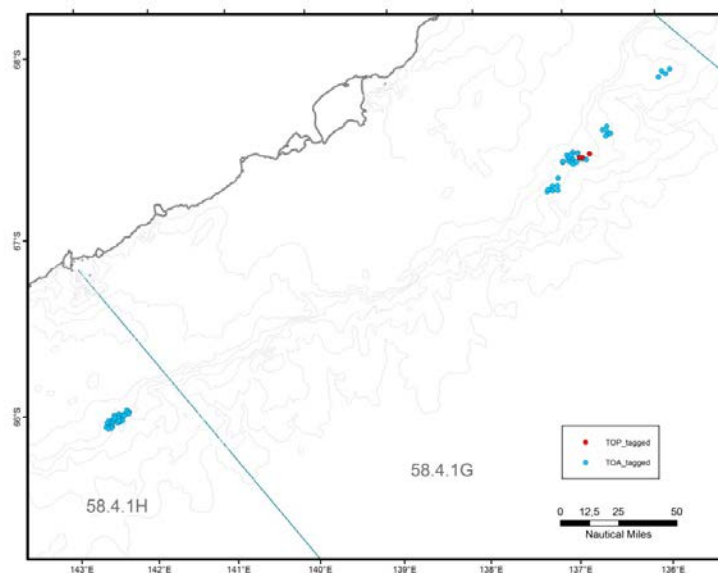 68°S
67°S
66°S
58.4.1G
58.4.1H
TOP_tagged
TOA_tagged
0 12,5 25 50
Nautical Miles
143°E 142°E 141°E 140°E 139°E 138°E 137°E 136°E